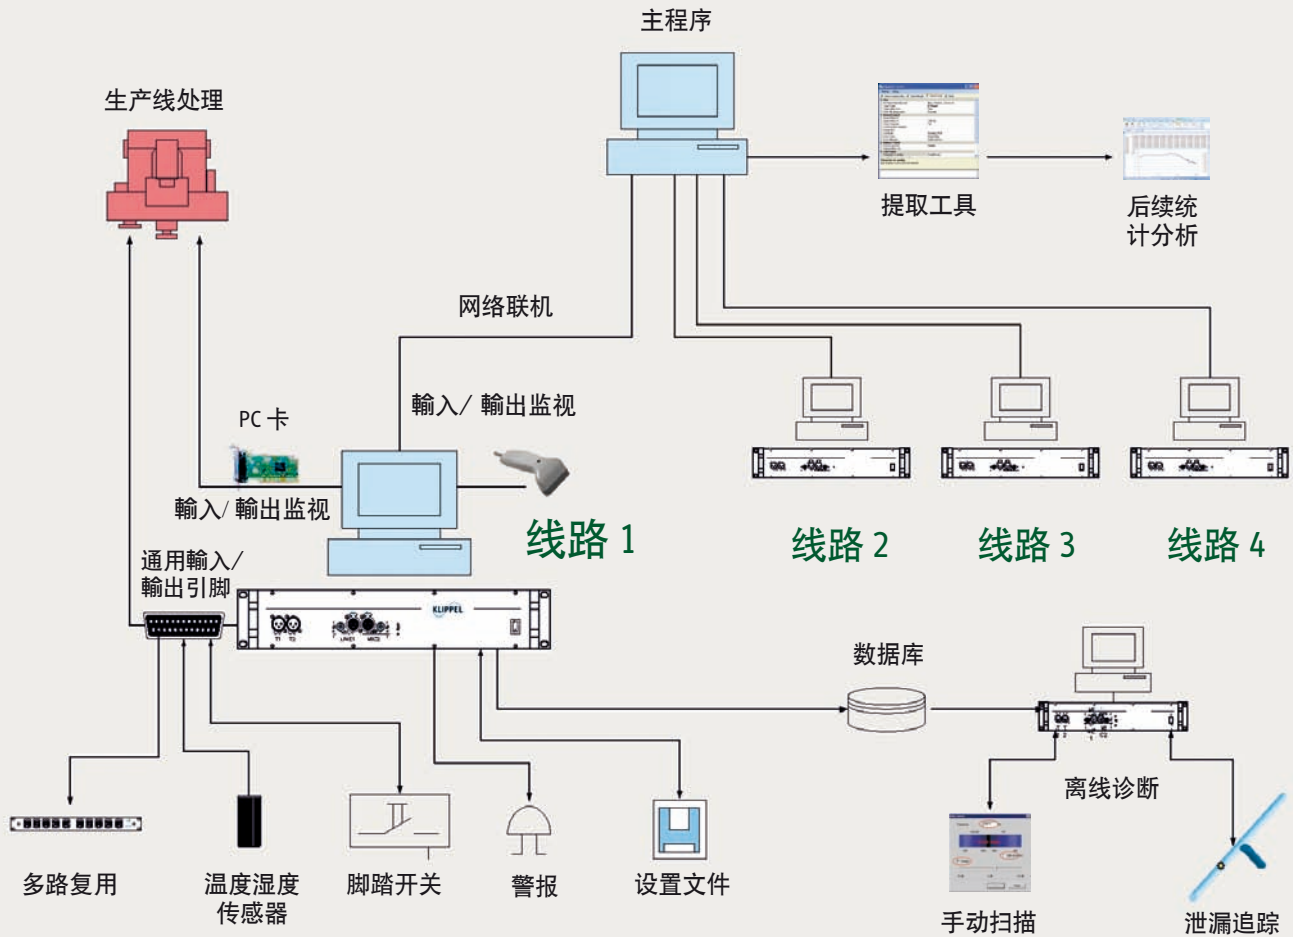 主程序
生产线处理
提取工具
后续统
计分析
网络联机
輸入/ 輸出监视
PC 卡
輸入/ 輸出监视
线路 1
线路 2
线路 3
线路 4
通用輸入/
輸出引脚
KLIPPEL
数据库
离线诊断
多路复用
温度湿度
传感器
脚踏开关
警报
设置文件
手动扫描
泄漏追踪